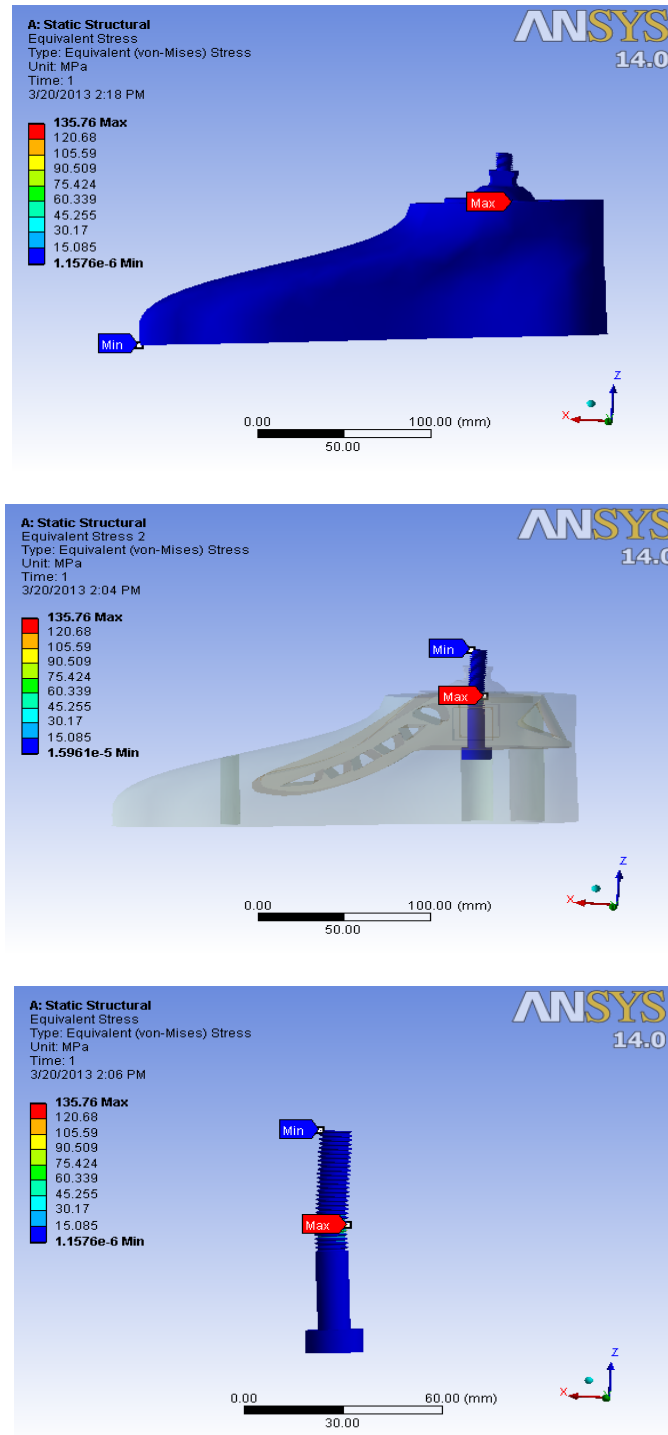 A: Static Structural
Equivalent Stress
Type: Equivalent (von-Mises) Stress
Unit: MPa
Time: 1
3/20/2013 2:18 PM
ANSYS
14.0
135.76 Max
120.68
105.59
90.509
75.424
60.339
45.255
30.17
15.085
1.1576e-6 Min
Max
Min
Z
X
0.00 100.00 (mm)
50.00
A: Static Structural
Equivalent Stress 2
Type: Equivalent (von-Mises) Stress
Unit: MPa
Time: 1
3/20/2013 2:04 PM
ANSYS
14.0
135.76 Max
120.68
105.59
90.509
75.424
60.339
45.255
30.17
15.085
1.5961e-5 Min
Min
Max
Z
X
0.00 100.00 (mm)
50.00
A: Static Structural
Equivalent Stress
Type: Equivalent (von-Mises) Stress
Unit: MPa
Time: 1
3/20/2013 2:06 PM
ANSYS
14.0
135.76 Max
120.68
105.59
90.509
75.424
60.339
45.255
30.17
15.085
1.1576e-6 Min
Min
Max
Z
X
0.00 60.00 (mm)
30.00